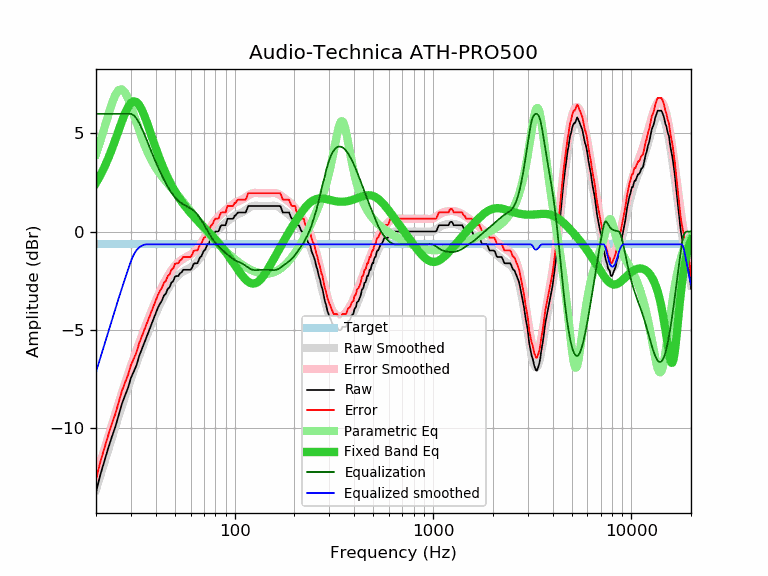 Audio-Technica ATH-PRO500
Amplitude (dBr)
5
0
−5
−10
Target
Raw Smoothed
Error Smoothed
Raw
Error
Parametric Eq
Fixed Band Eq
Equalization
Equalized smoothed
100 1000 10000
Frequency (Hz)